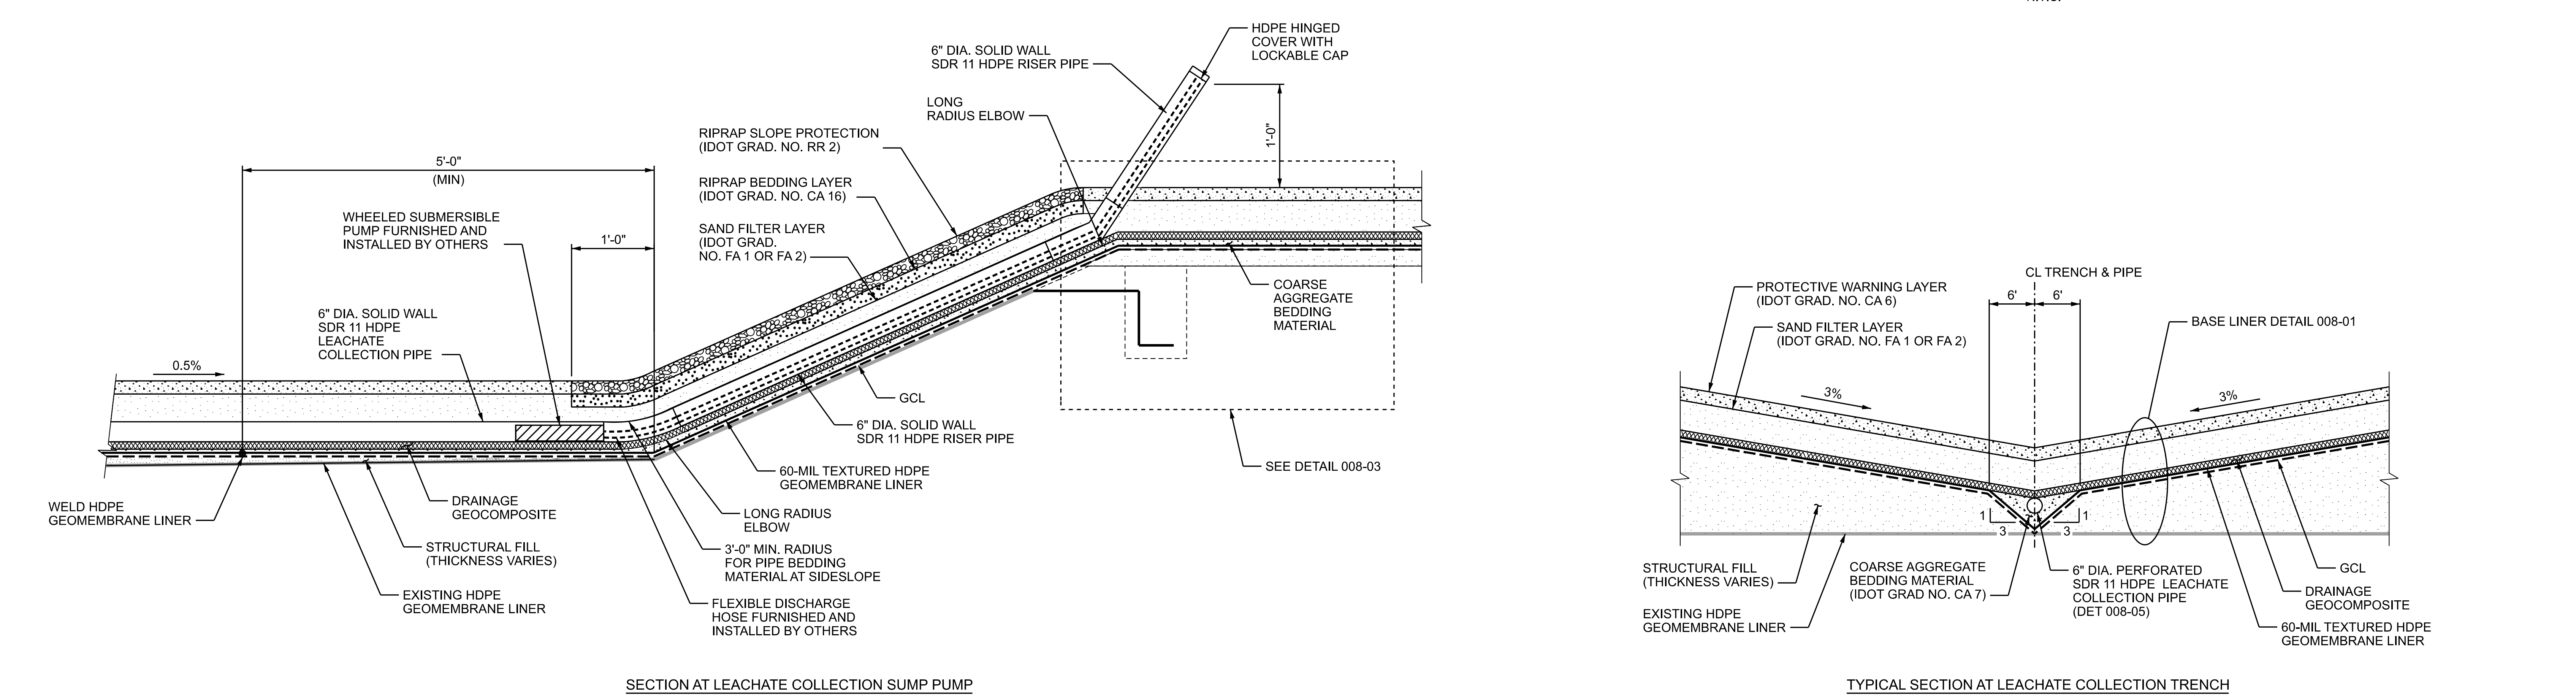 HDPE HINGED
COVER WITH
LOCKABLE CAP
6" DIA. SOLID WALL
SDR 11 HDPE RISER PIPE
LONG
RADIUS ELBOW
1'-0"
RIPRAP SLOPE PROTECTION
(IDOT GRAD. NO. RR 2)
5'-0"
(MIN)
RIPRAP BEDDING LAYER
(IDOT GRAD. NO. CA 16)
WHEELED SUBMERSIBLE
PUMP FURNISHED AND
INSTALLED BY OTHERS
1'-0"
SAND FILTER LAYER
(IDOT GRAD.
NO. FA 1 OR FA 2)
COARSE
AGGREGATE
BEDDING
MATERIAL
6" DIA. SOLID WALL
SDR 11 HDPE
LEACHATE
COLLECTION PIPE
0.5%
GCL
6" DIA. SOLID WALL
SDR 11 HDPE RISER PIPE
SEE DETAIL 008-03
60-MIL TEXTURED HDPE
GEOMEMBRANE LINER
WELD HDPE
GEOMEMBRANE LINER
DRAINAGE
GEOCOMPOSITE
LONG RADIUS
ELBOW
STRUCTURAL FILL
(THICKNESS VARIES)
3'-0" MIN. RADIUS
FOR PIPE BEDDING
MATERIAL AT SIDESLOPE
EXISTING HDPE
GEOMEMBRANE LINER
FLEXIBLE DISCHARGE
HOSE FURNISHED AND
INSTALLED BY OTHERS
SECTION AT LEACHATE COLLECTION SUMP PUMP
CL TRENCH & PIPE
PROTECTIVE WARNING LAYER
(IDOT GRAD. NO. CA 6)
6'
6'
SAND FILTER LAYER
(IDOT GRAD. NO. FA 1 OR FA 2)
BASE LINER DETAIL 008-01
3%
3%
1
3
3
1
STRUCTURAL FILL
(THICKNESS VARIES)
COARSE AGGREGATE
BEDDING MATERIAL
(IDOT GRAD NO. CA 7)
6" DIA. PERFORATED
SDR 11 HDPE LEACHATE
COLLECTION PIPE
(DET 008-05)
GCL
DRAINAGE
GEOCOMPOSITE
EXISTING HDPE
GEOMEMBRANE LINER
60-MIL TEXTURED HDPE
GEOMEMBRANE LINER
TYPICAL SECTION AT LEACHATE COLLECTION TRENCH